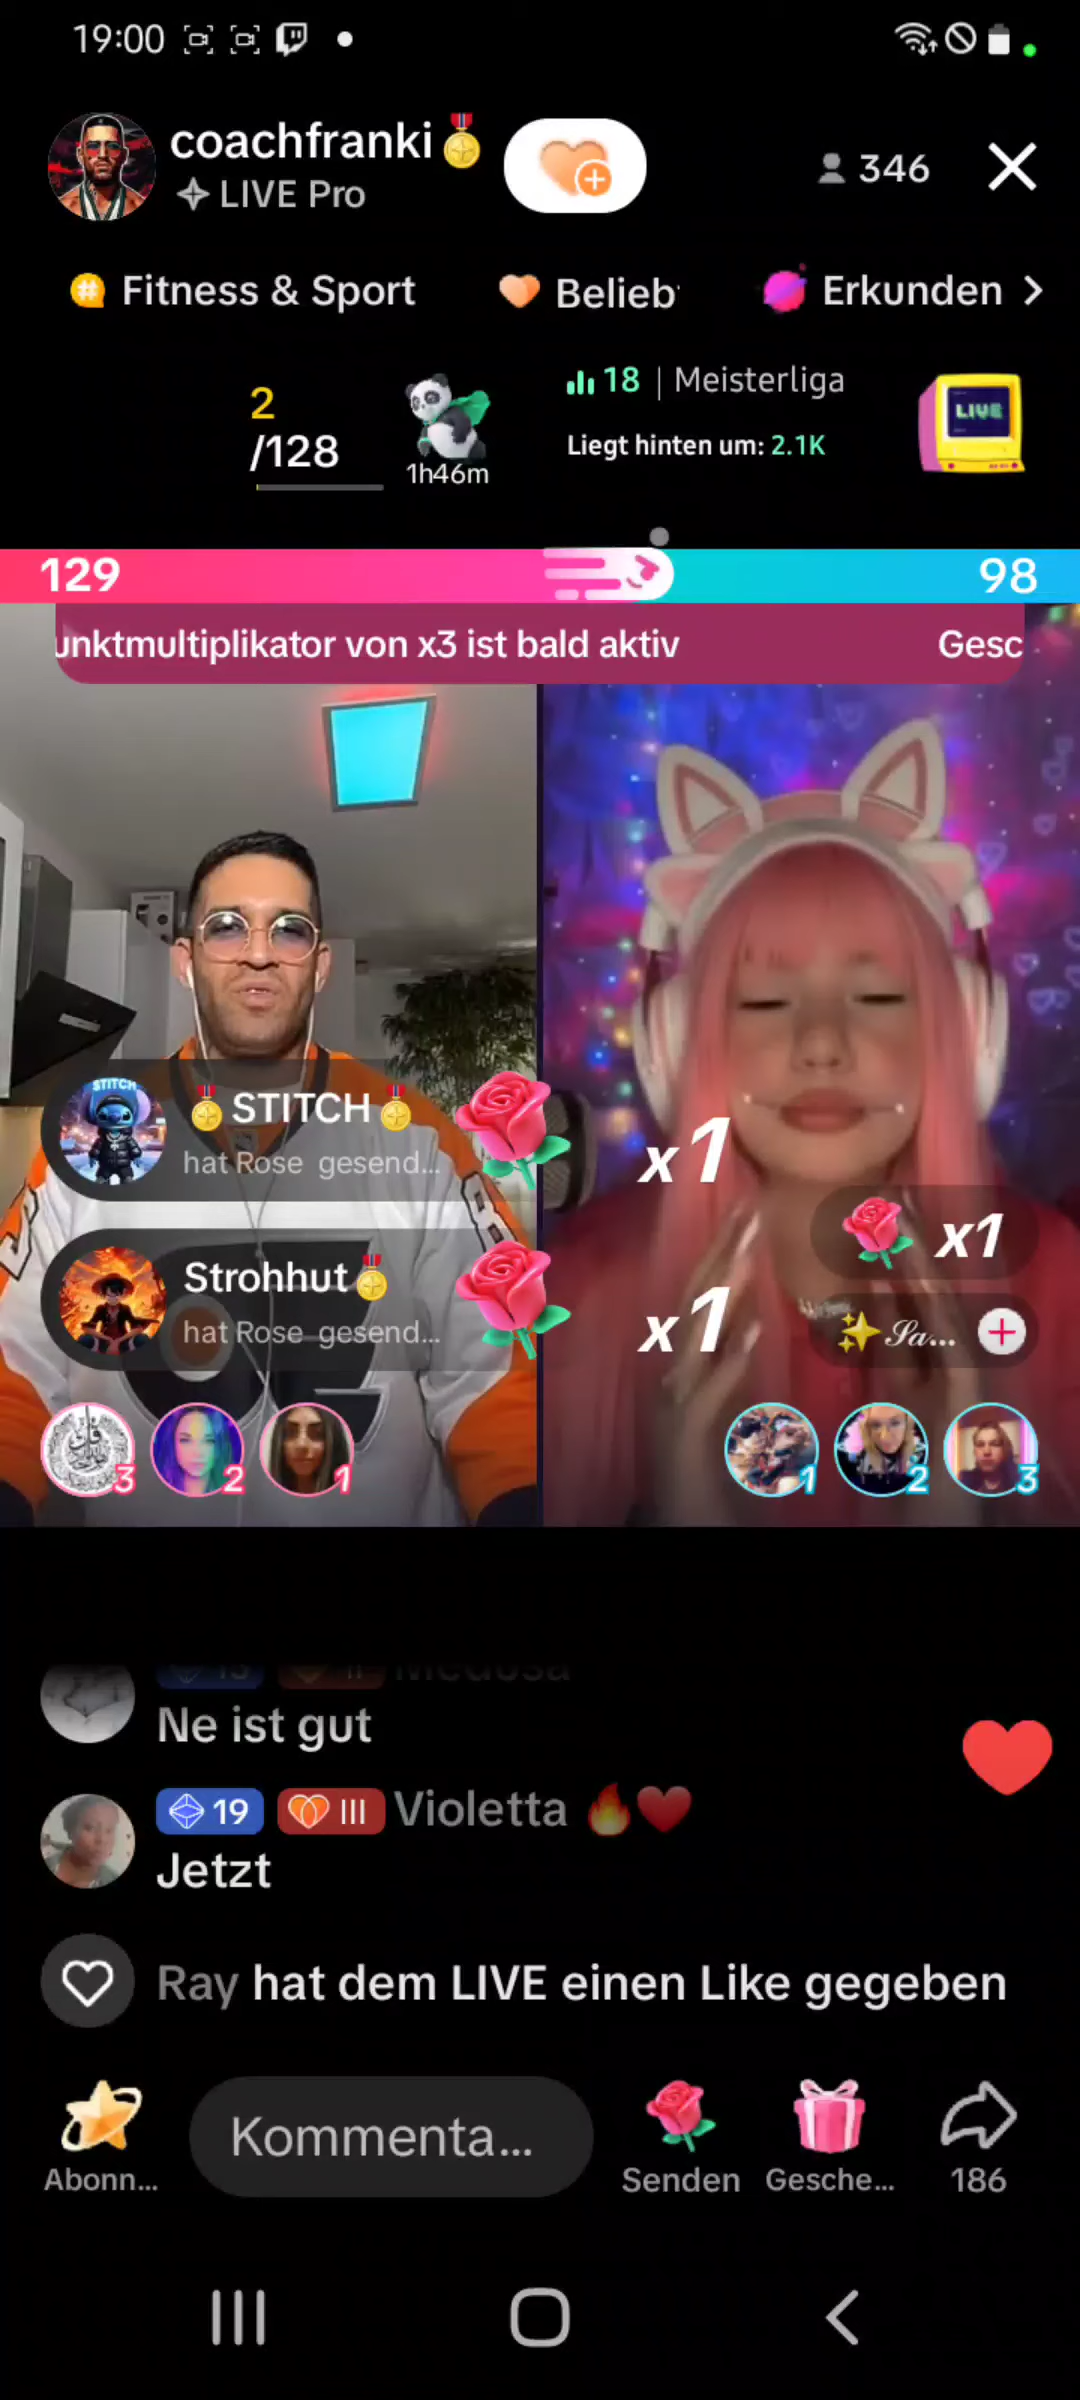 19:00
coachfranki
LIVE Pro
346
Fitness & Sport
Belieb
Erkunden
2
/128
1h46m
18 | Meisterliga
Liegt hinten um: 2.1K
LIVE
129
98
unktmultiplikator von x3 ist bald aktiv
Gesc
STITCH
STITCH
hat Rose gesend...
x1
x1
Strohhut
hat Rose gesend...
x1
Sa...
3
2
1
1
2
3
Medusa
Ne ist gut
19
III
Violetta
Jetzt
Ray hat dem LIVE einen Like gegeben
Abonn...
Kommenta...
Senden
Gesche...
186